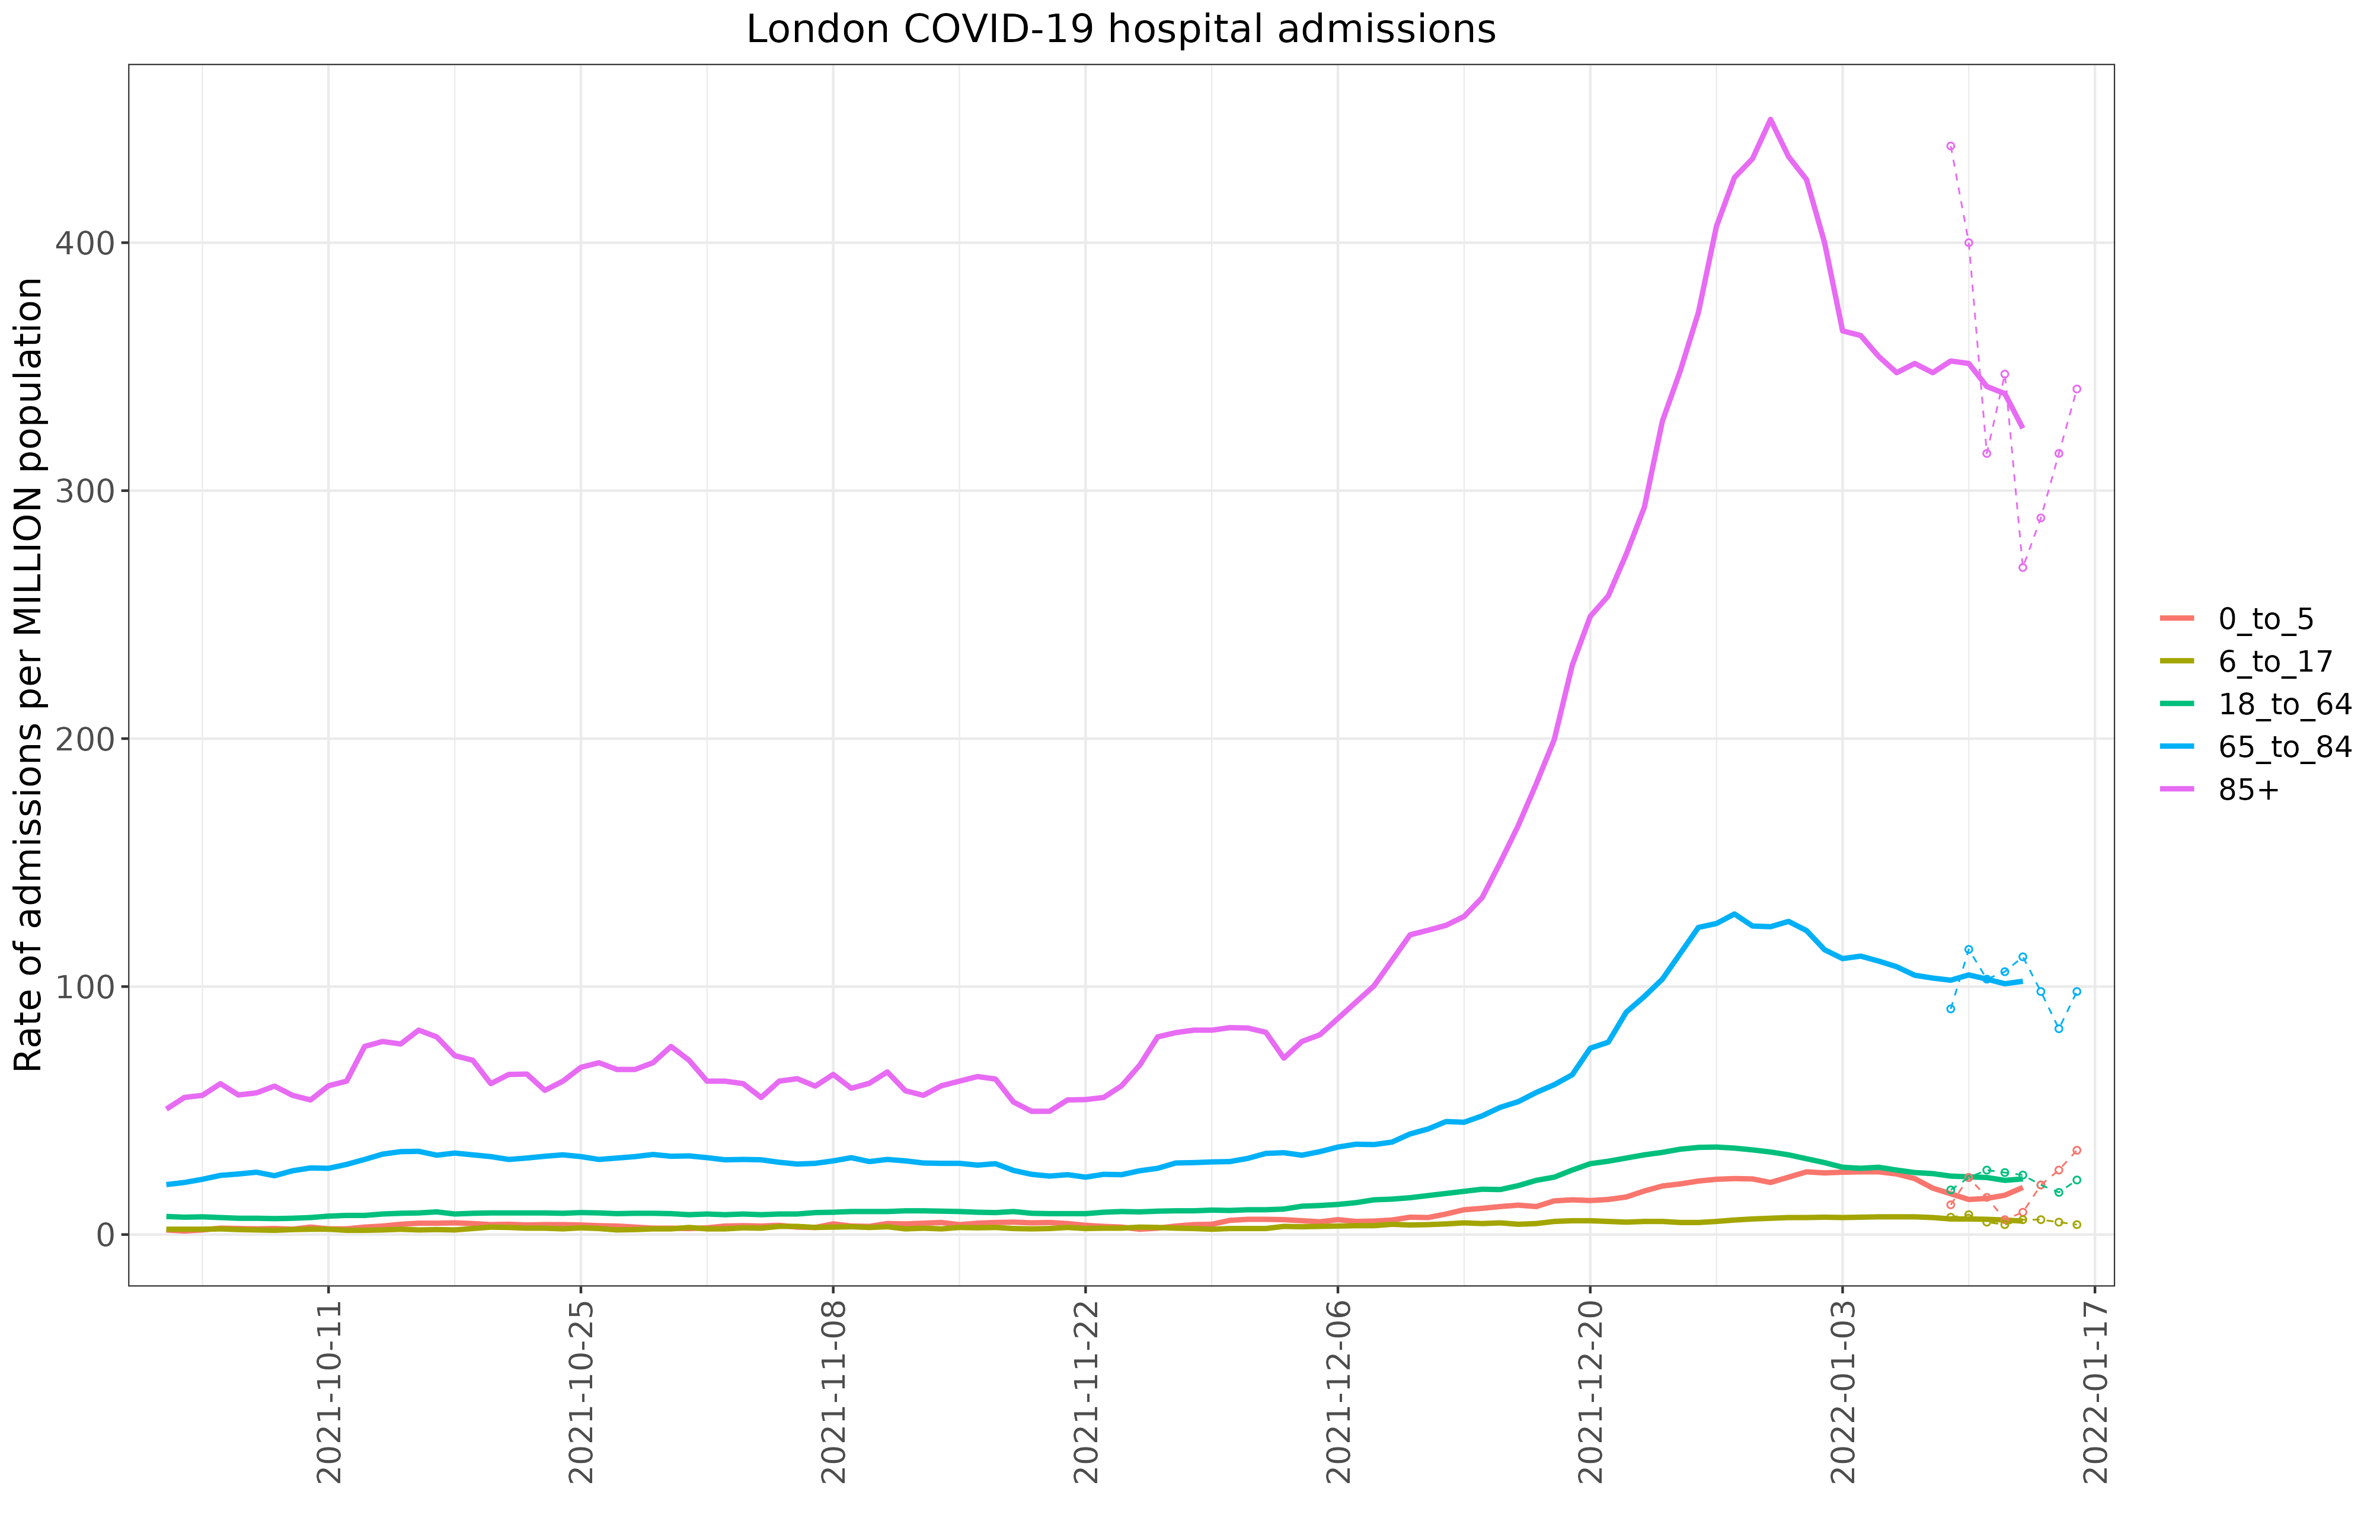 London COVID-19 hospital admissions
Rate of admissions per MILLION population
400
300
200
100
0
2021-10-11
2021-10-25
2021-11-08
2021-11-22
2021-12-06
2021-12-20
2022-01-03
2022-01-17
0_to_5
6_to_17
18_to_64
65_to_84
85+